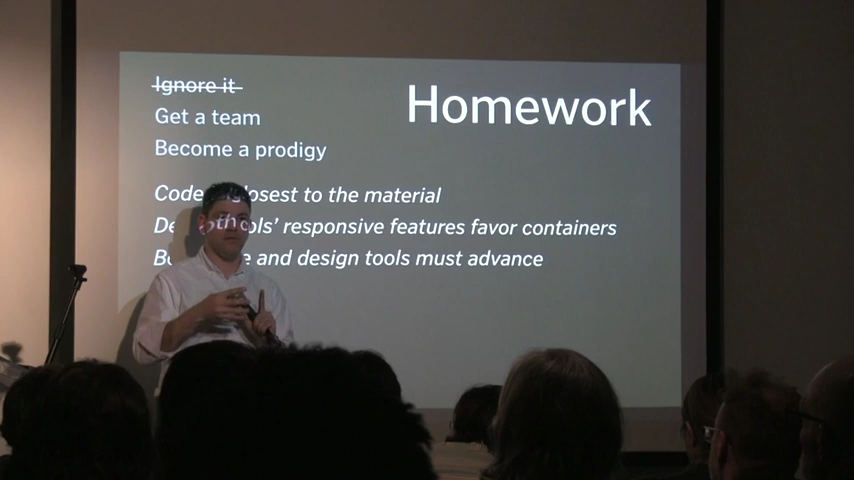 Ignore it
Homework
Get a team
Become a prodigy
Code closest to the material
tools' responsive features favor containers
and design tools must advance